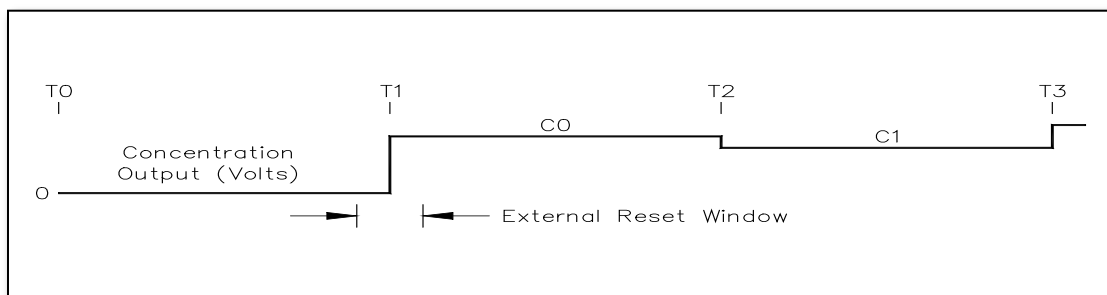 T0 T1 T2 T3
C0
C1
Concentration
Output (Volts)
0
External Reset Window